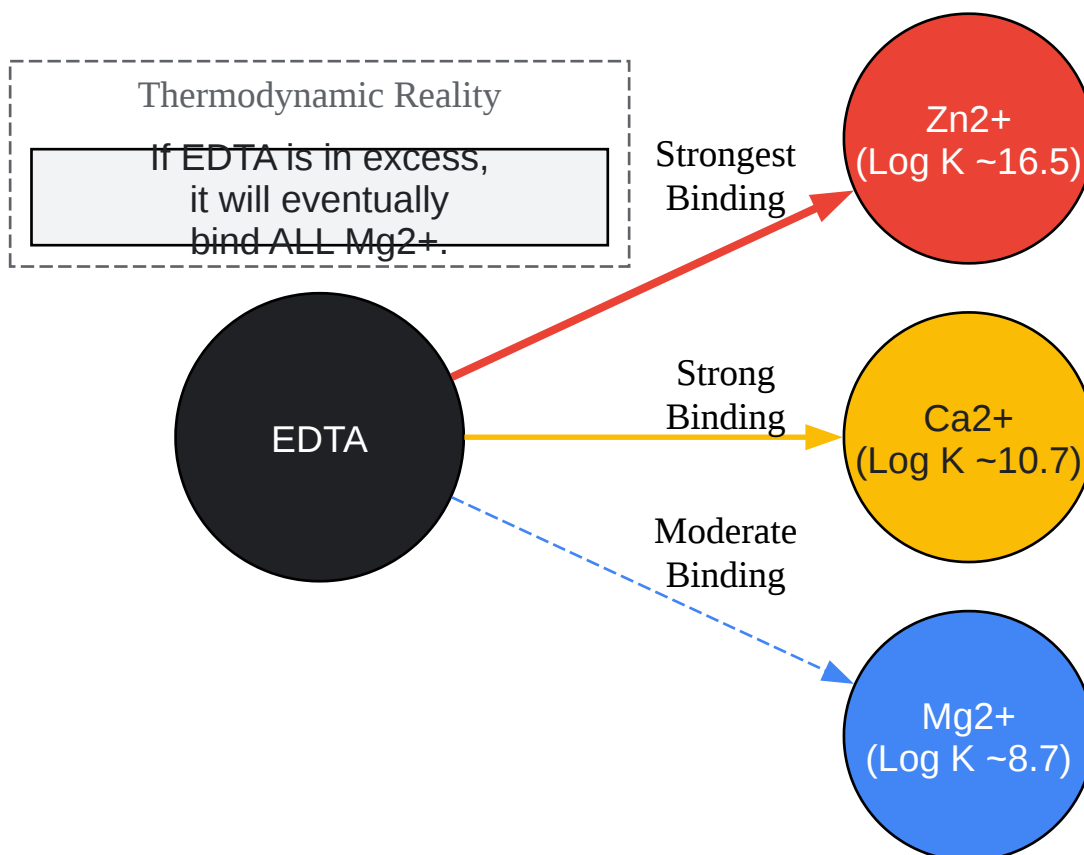 Thermodynamic Reality
If EDTA is in excess,
it will eventually
bind ALL Mg2+.
Strongest
Binding
Zn2+
(Log K ~16.5)
EDTA
Strong
Binding
Ca2+
(Log K ~10.7)
Moderate
Binding
Mg2+
(Log K ~8.7)